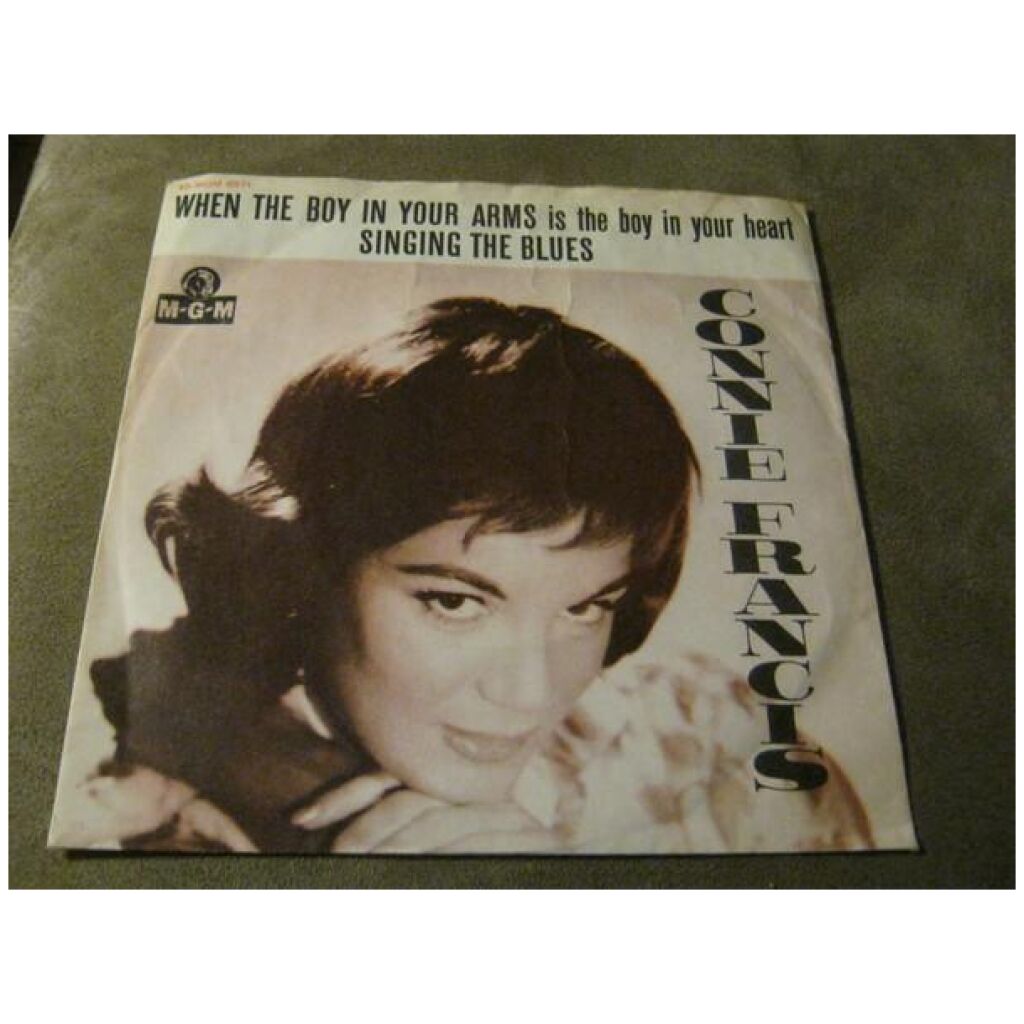 WHEN THE BOY IN YOUR ARMS is the boy in your heart
SINGING THE BLUES
M-G-M
CONNIE FRANCIS